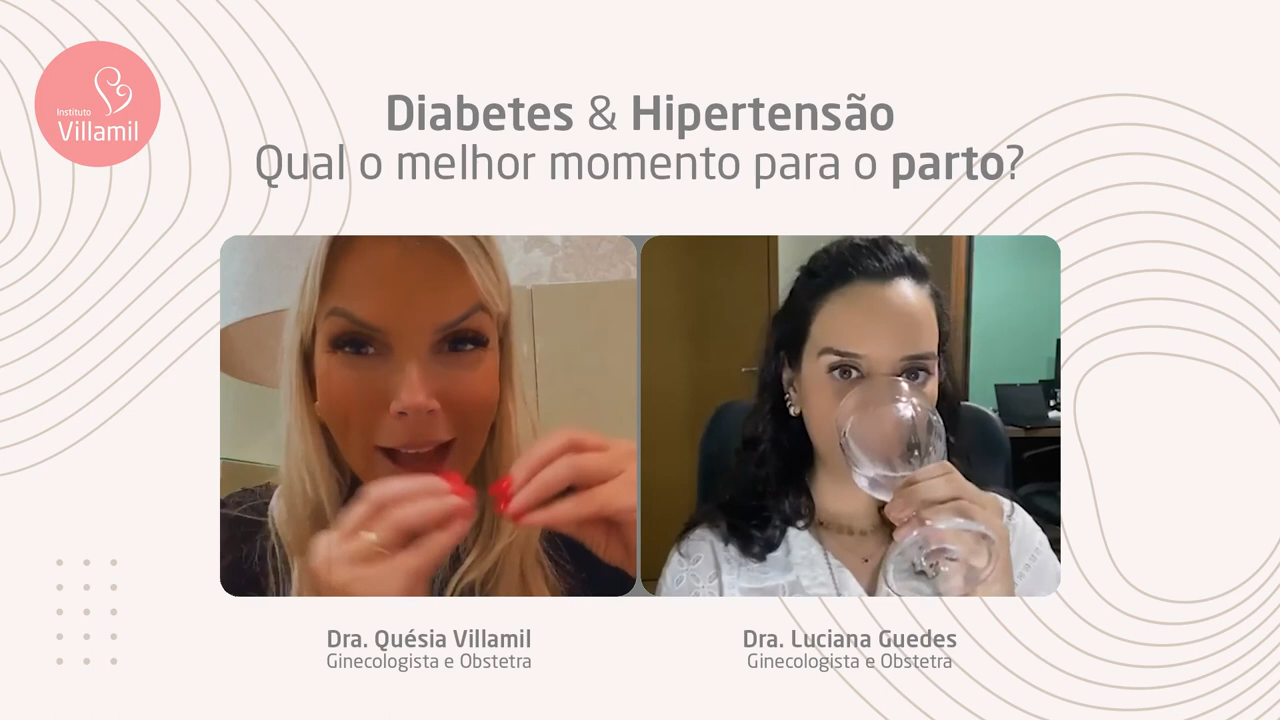 Instituto
Villamil
Diabetes & Hipertensão
Qual o melhor momento para o parto?
Dra. Quésia Villamil
Ginecologista e Obstetra
Dra. Luciana Guedes
Ginecologista e Obstetra